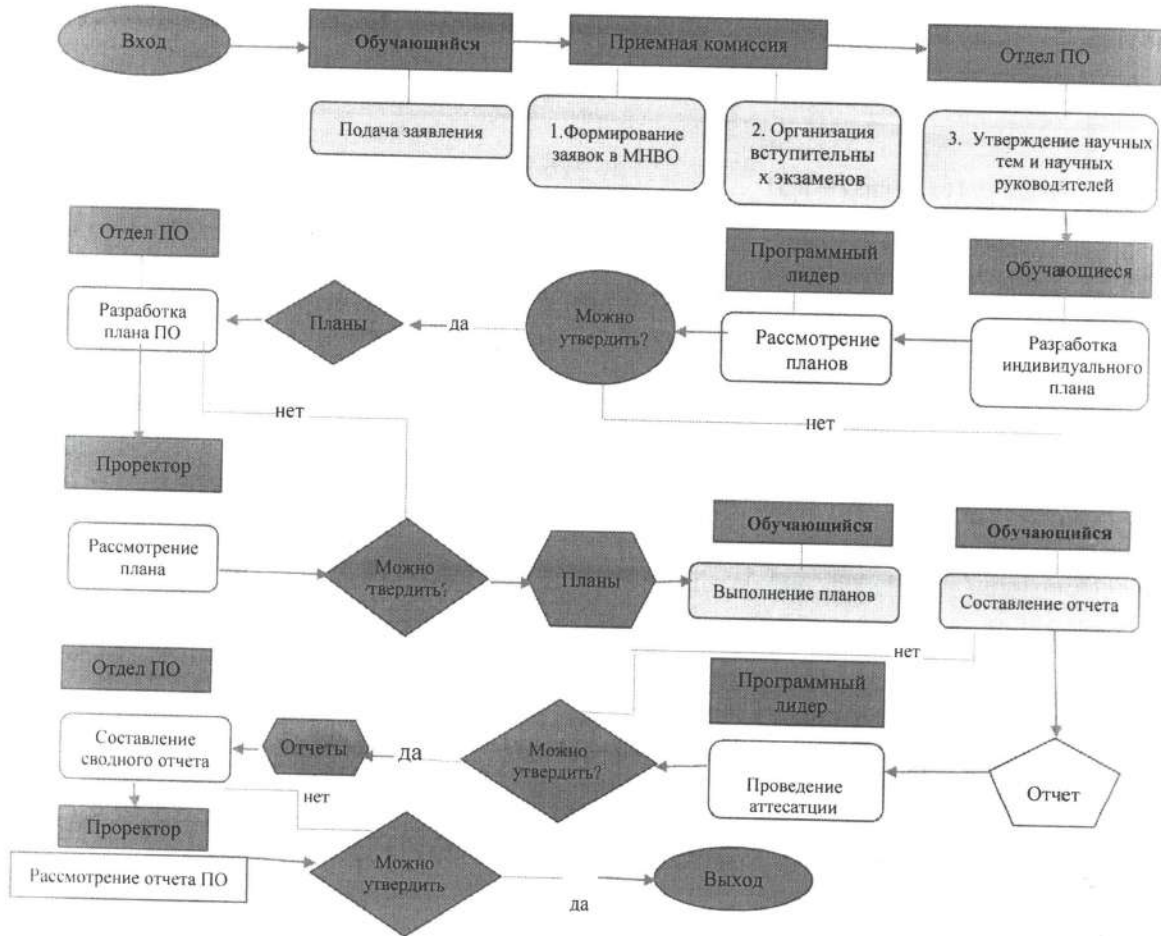 Вход
Обучающийся
Приемная комиссия
Отдел ПО
Подача заявления
1.Формирование
заявок в МНВО
2. Организация
вступительны
х экзаменов
3. Утверждение научных
тем и научных
руководителей
Отдел ПО
Программный
лидер
Обучающиеся
Разработка
плана ПО
Планы
да
Можно
утвердить?
Рассмотрение
планов
Разработка
индивидуального
плана
нет
нет
Проректор
Рассмотрение
плана
Можно
твердить?
Планы
Обучающийся
Выполнение планов
Обучающийся
Составление отчета
нет
Отдел ПО
Программный
лидер
Составление
сводного отчета
Отчеты
да
Можно
утвердить?
Проведение
аттесатции
Отчет
нет
Проректор
Рассмотрение отчета ПО
Можно
утвердить
да
Выход